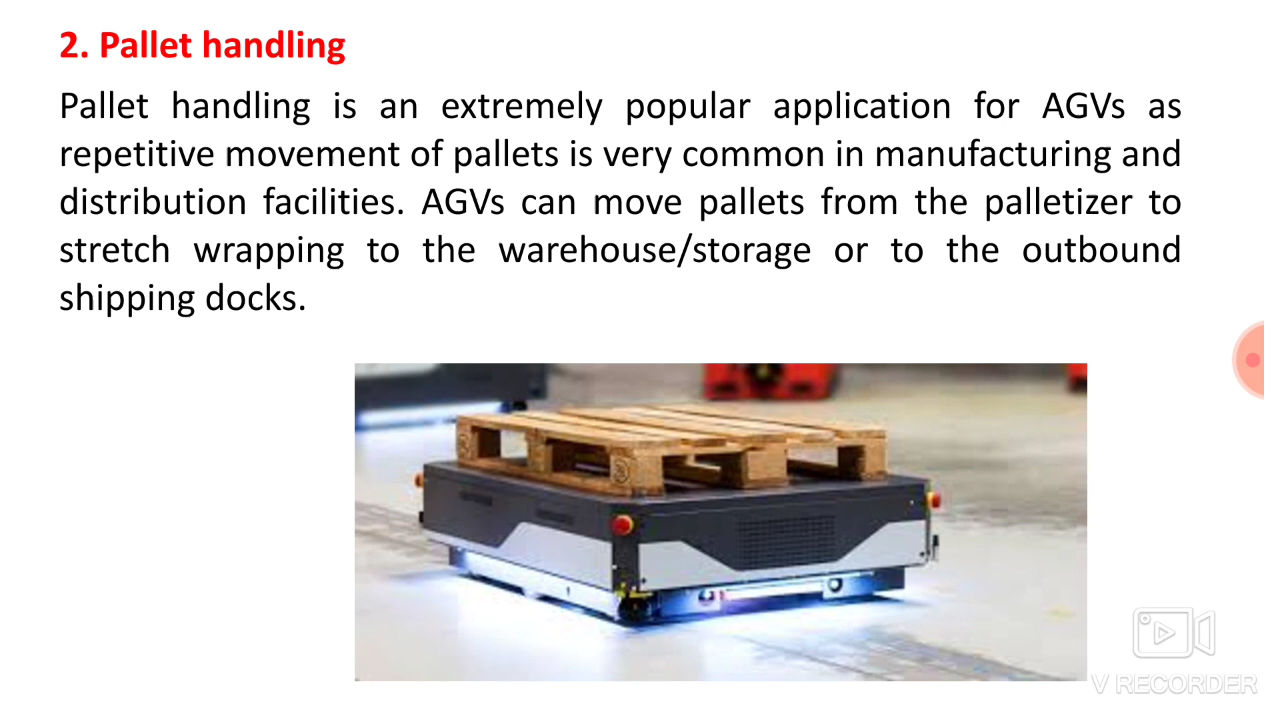 2. Pallet handling
Pallet handling is an extremely popular application for AGVs as
repetitive movement of pallets is very common in manufacturing and
distribution facilities. AGVs can move pallets from the palletizer to
stretch wrapping to the warehouse/storage or to the outbound
shipping docks.
V RECORDER